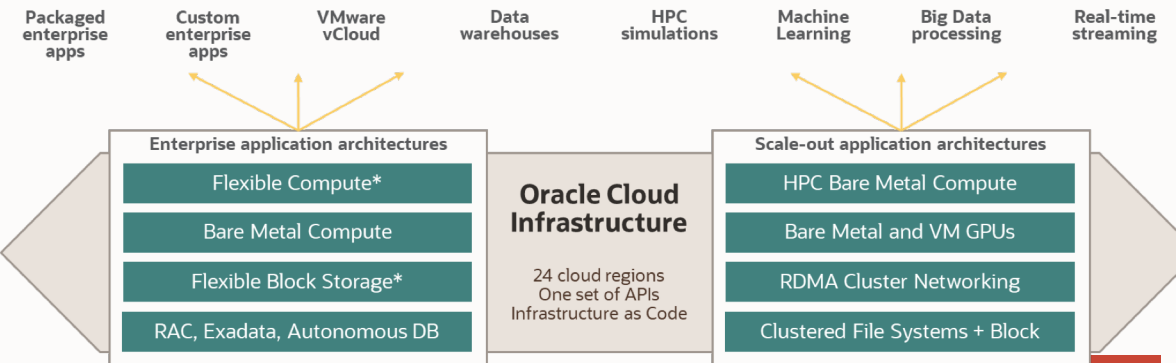 Packaged
enterprise
apps
Custom
enterprise
apps
VMware
vCloud
Data
warehouses
HPC
simulations
Machine
Learning
Big Data
processing
Real-time
streaming
Enterprise application architectures
Flexible Compute*
Bare Metal Compute
Flexible Block Storage*
RAC, Exadata, Autonomous DB
Oracle Cloud
Infrastructure
24 cloud regions
One set of APIs
Infrastructure as Code
Scale-out application architectures
HPC Bare Metal Compute
Bare Metal and VM GPUs
RDMA Cluster Networking
Clustered File Systems + Block